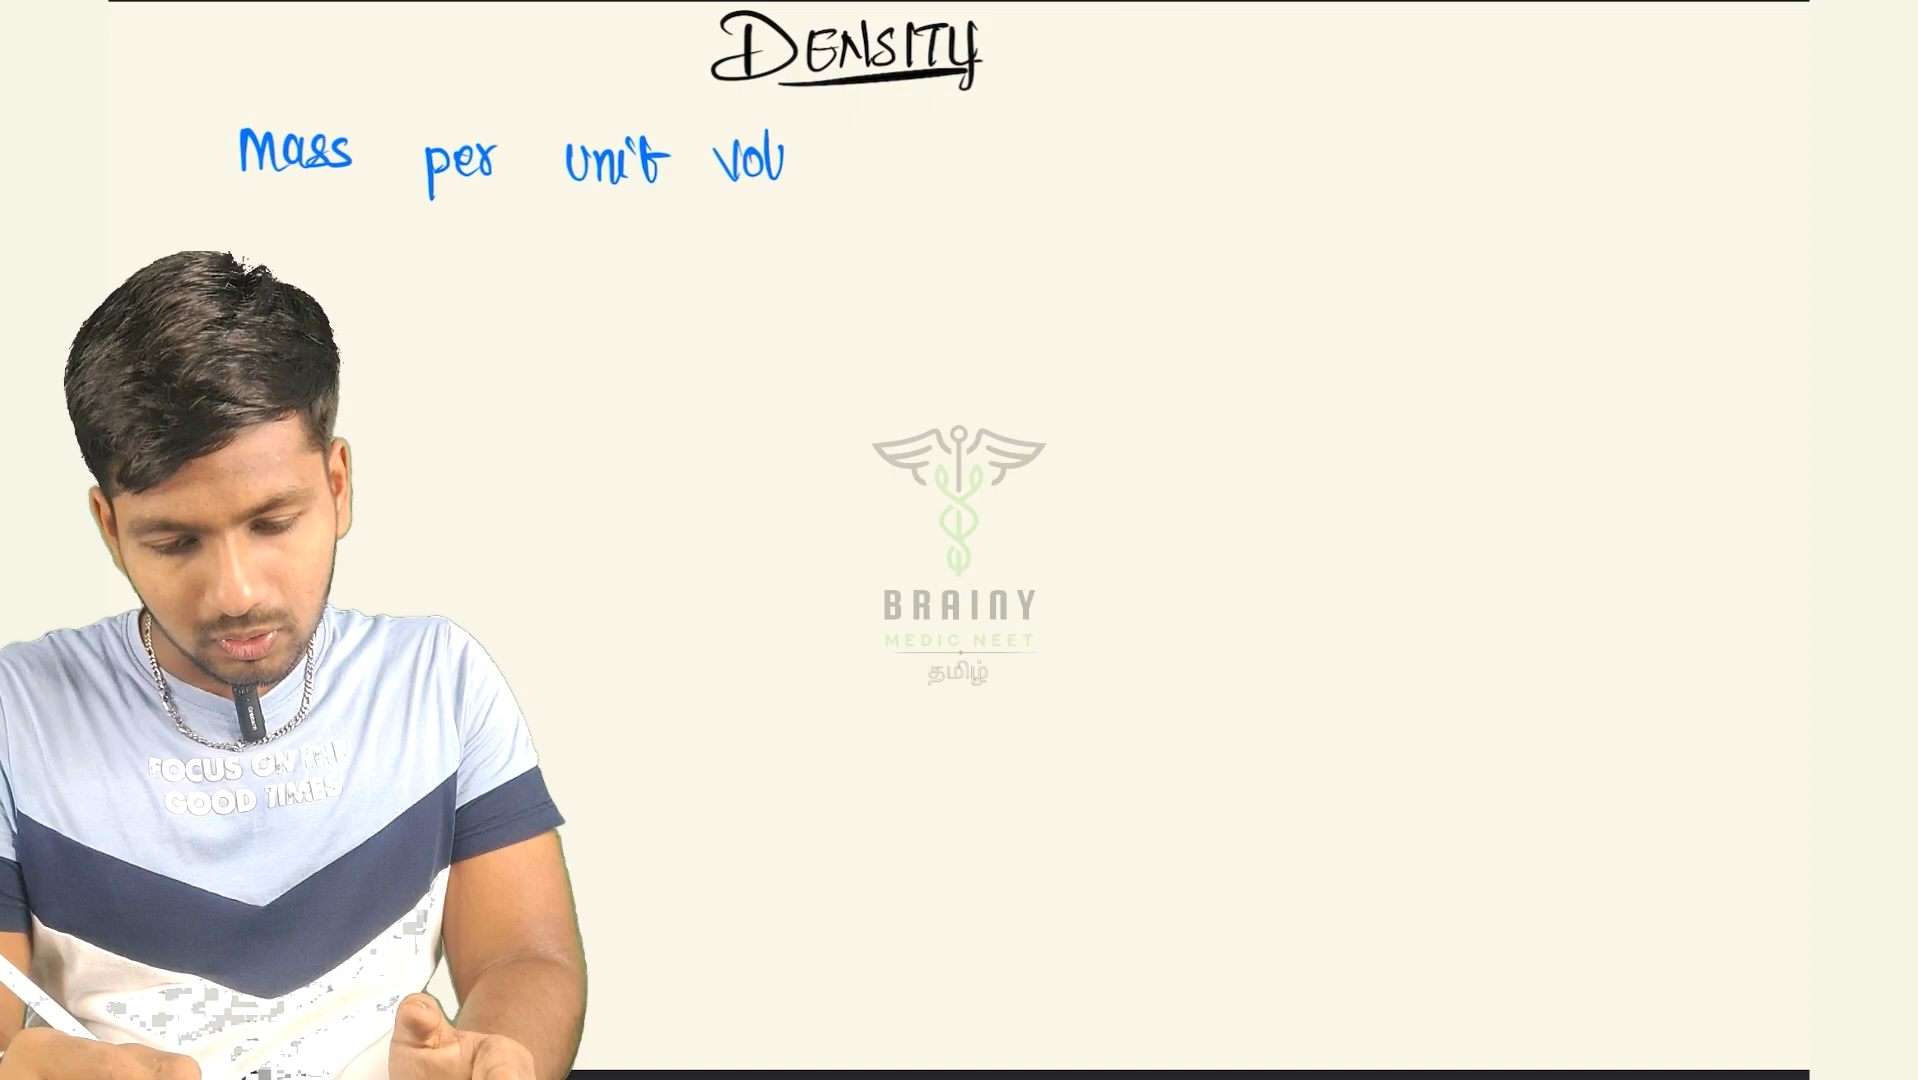 DENSITY
Mass per unit vol
BRAINY
MEDIC NEET
தமிழ்
FOCUS ON THE
GOOD TIMES